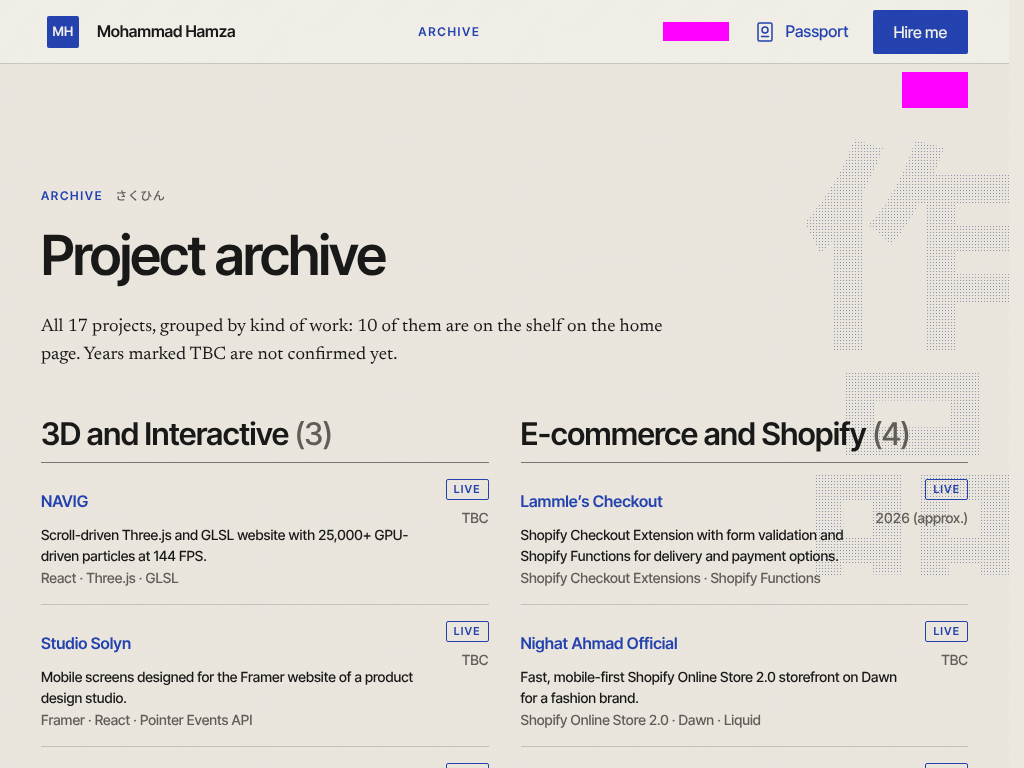 MH
Mohammad Hamza
ARCHIVE
Passport
Hire me
ARCHIVE さくひん
作品
Project archive
All 17 projects, grouped by kind of work: 10 of them are on the shelf on the home
page. Years marked TBC are not confirmed yet.
3D and Interactive (3)
NAVIG
LIVE
TBC
Scroll-driven Three.js and GLSL website with 25,000+ GPU-
driven particles at 144 FPS.
React · Three.js · GLSL
Studio Solyn
LIVE
TBC
Mobile screens designed for the Framer website of a product
design studio.
Framer · React · Pointer Events API
E-commerce and Shopify (4)
Lammle’s Checkout
LIVE
2026 (approx.)
Shopify Checkout Extension with form validation and
Shopify Functions for delivery and payment options.
Shopify Checkout Extensions · Shopify Functions
Nighat Ahmad Official
LIVE
TBC
Fast, mobile-first Shopify Online Store 2.0 storefront on Dawn
for a fashion brand.
Shopify Online Store 2.0 · Dawn · Liquid